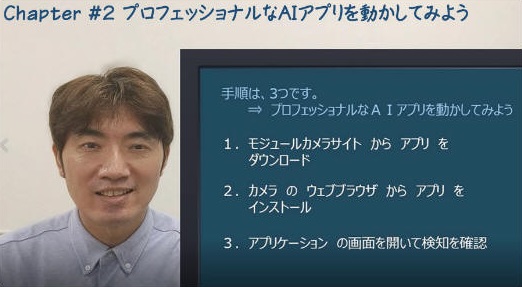 Chapter #2 プロフェッショナルなAIアプリを動かしてみよう
手順は、3つです。
⇒ プロフェッショナルなＡＩアプリを動かしてみよう
１．モジュールカメラサイト から アプリ を
ダウンロード
２．カメラ の ウェブブラウザ から アプリ を
インストール
３．アプリケーション の画面を開いて検知を確認